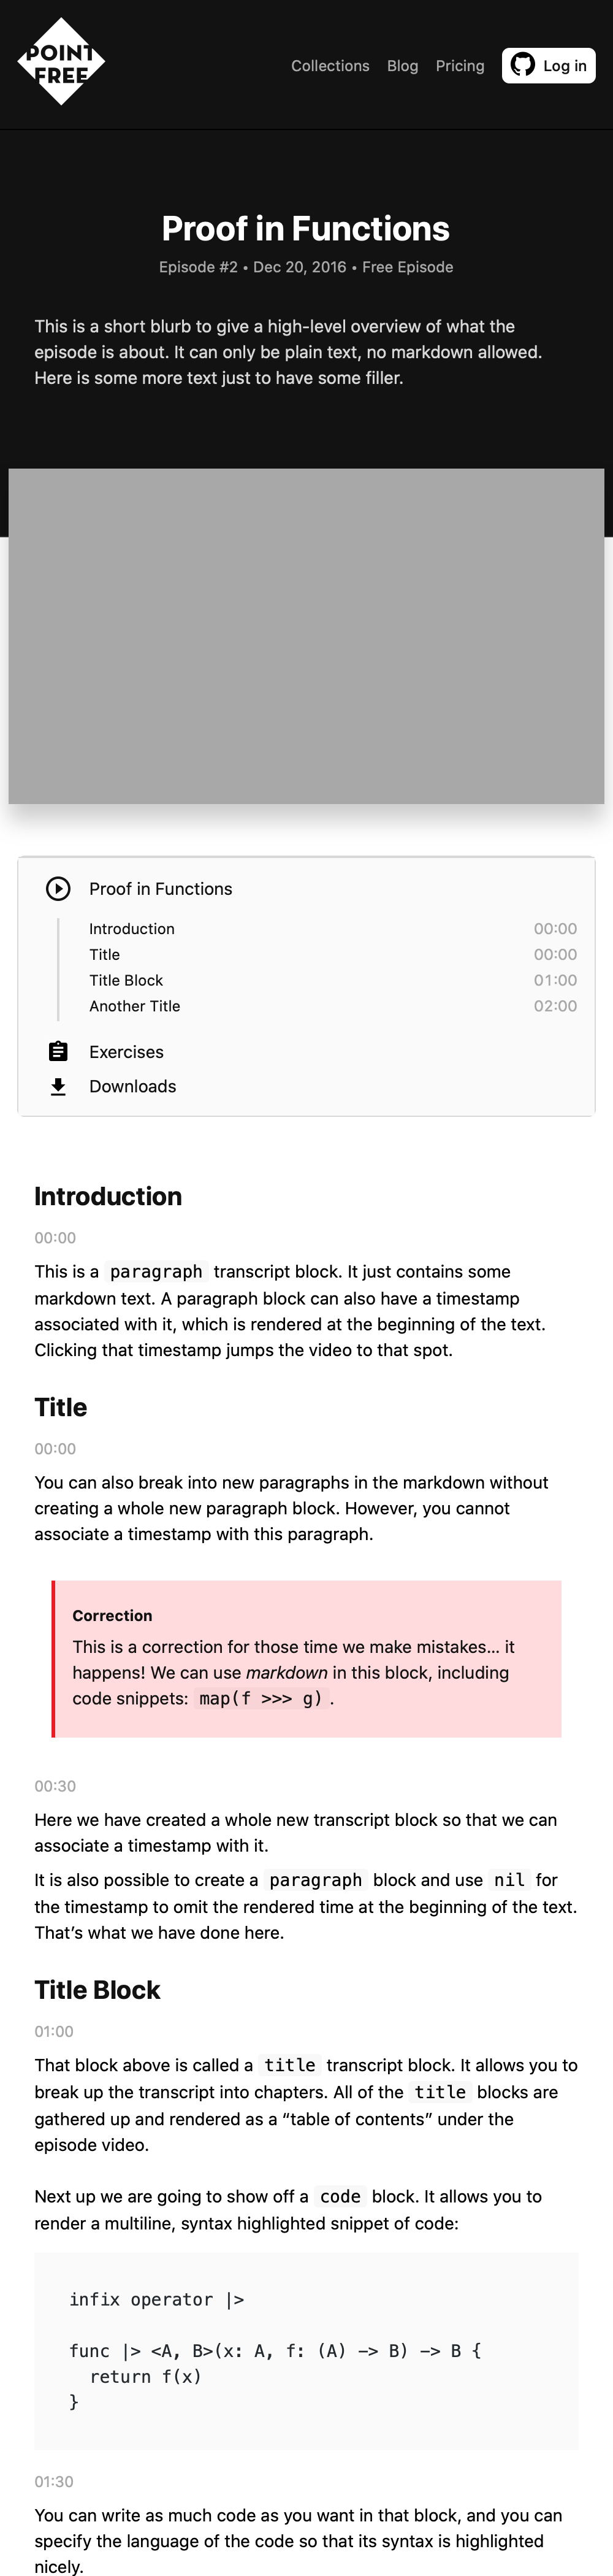 POINT
FREE
Collections Blog Pricing Log in
Proof in Functions
Episode #2 • Dec 20, 2016 • Free Episode
This is a short blurb to give a high-level overview of what the
episode is about. It can only be plain text, no markdown allowed.
Here is some more text just to have some filler.
Proof in Functions
Introduction 00:00
Title 00:00
Title Block 01:00
Another Title 02:00
Exercises
Downloads
Introduction
00:00
This is a paragraph transcript block. It just contains some
markdown text. A paragraph block can also have a timestamp
associated with it, which is rendered at the beginning of the text.
Clicking that timestamp jumps the video to that spot.
Title
00:00
You can also break into new paragraphs in the markdown without
creating a whole new paragraph block. However, you cannot
associate a timestamp with this paragraph.
Correction
This is a correction for those time we make mistakes… it
happens! We can use markdown in this block, including
code snippets: map(f >>> g).
00:30
Here we have created a whole new transcript block so that we can
associate a timestamp with it.
It is also possible to create a paragraph block and use nil for
the timestamp to omit the rendered time at the beginning of the text.
That’s what we have done here.
Title Block
01:00
That block above is called a title transcript block. It allows you to
break up the transcript into chapters. All of the title blocks are
gathered up and rendered as a “table of contents” under the
episode video.
Next up we are going to show off a code block. It allows you to
render a multiline, syntax highlighted snippet of code:
infix operator |>
func |> <A, B>(x: A, f: (A) -> B) -> B {
  return f(x)
}
01:30
You can write as much code as you want in that block, and you can
specify the language of the code so that its syntax is highlighted
nicely.